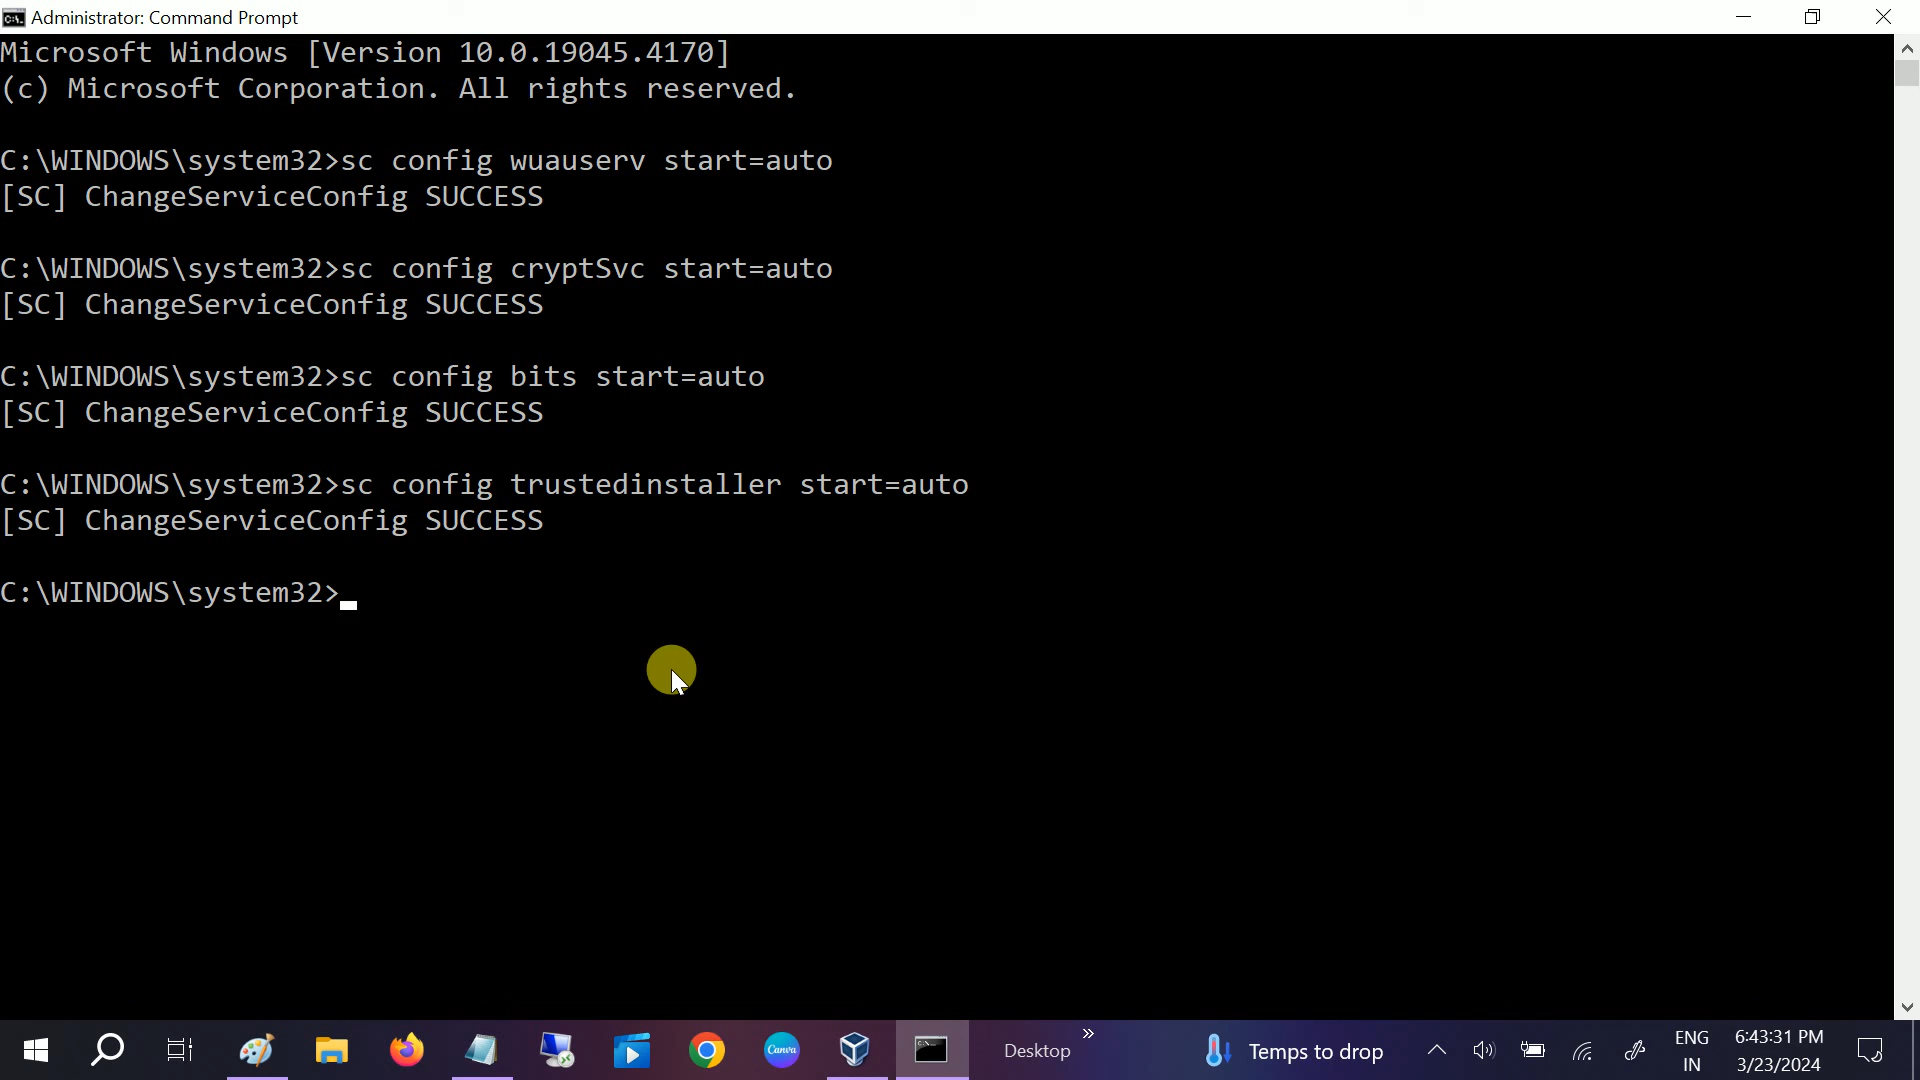 Administrator: Command Prompt
Microsoft Windows [Version 10.0.19045.4170]
(c) Microsoft Corporation. All rights reserved.
C:\WINDOWS\system32>sc config wuauserv start=auto
[SC] ChangeServiceConfig SUCCESS
C:\WINDOWS\system32>sc config cryptSvc start=auto
[SC] ChangeServiceConfig SUCCESS
C:\WINDOWS\system32>sc config bits start=auto
[SC] ChangeServiceConfig SUCCESS
C:\WINDOWS\system32>sc config trustedinstaller start=auto
[SC] ChangeServiceConfig SUCCESS
C:\WINDOWS\system32>
Canva
Desktop
Temps to drop
ENG
IN
6:43:31 PM
3/23/2024